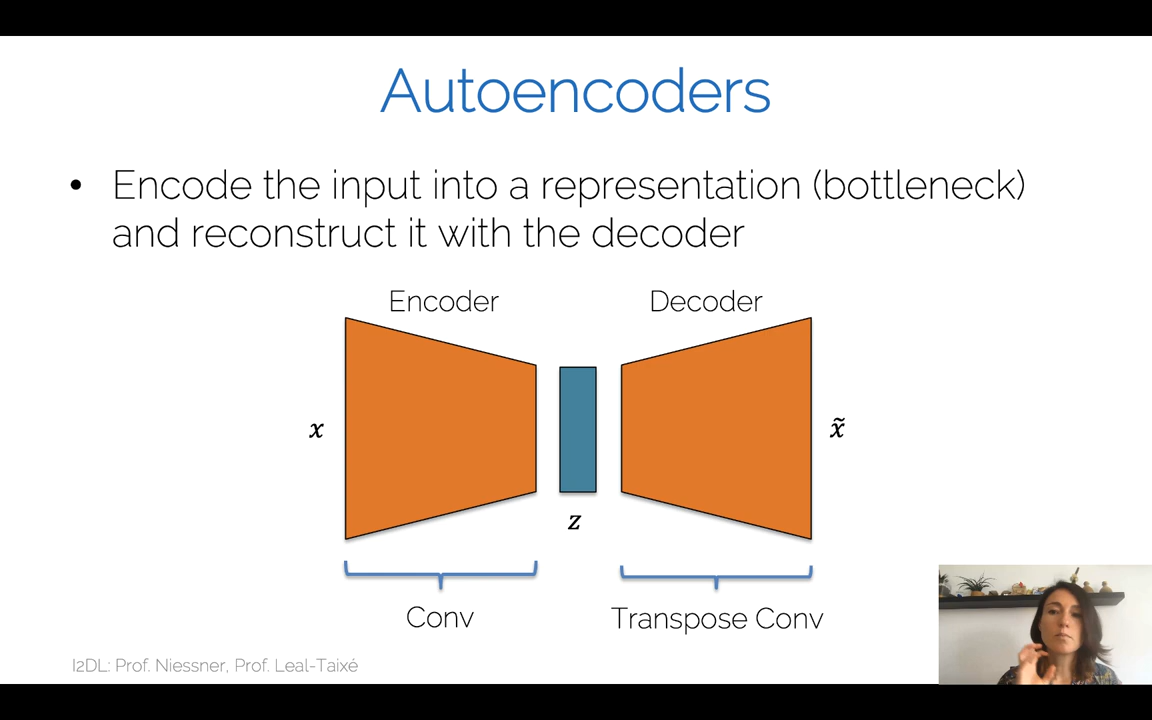 Autoencoders
• Encode the input into a representation (bottleneck)
and reconstruct it with the decoder
Encoder
Decoder
x
x̃
z
Conv
Transpose Conv
I2DL: Prof. Niessner, Prof. Leal-Taixé